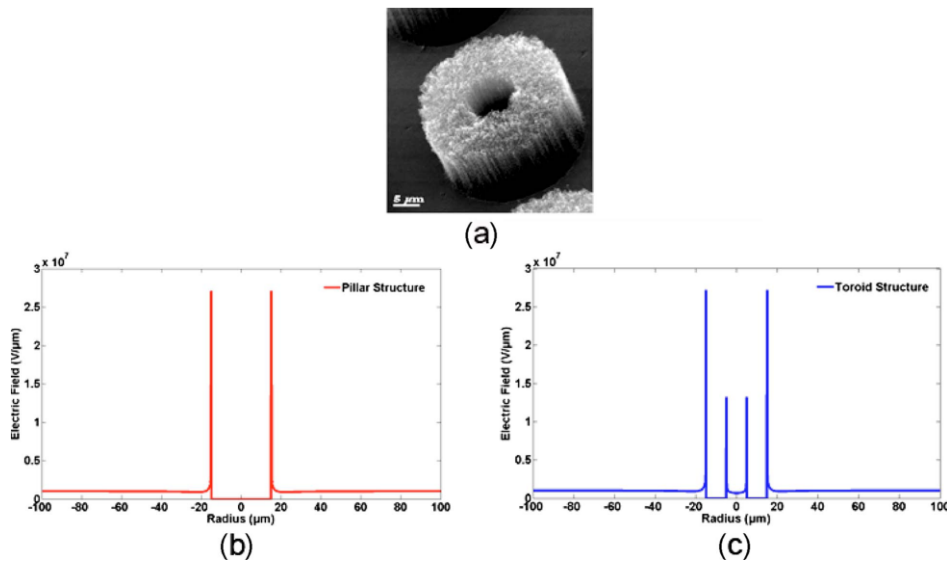 5 µm
(a)
x 10^7
3
2.5
2
1.5
1
0.5
0
Electric Field (V/µm)
Pillar Structure
-100 -80 -60 -40 -20 0 20 40 60 80 100
Radius (µm)
(b)
x 10^7
3
2.5
2
1.5
1
0.5
0
Electric Field (V/µm)
Toroid Structure
-100 -80 -60 -40 -20 0 20 40 60 80 100
Radius (µm)
(c)